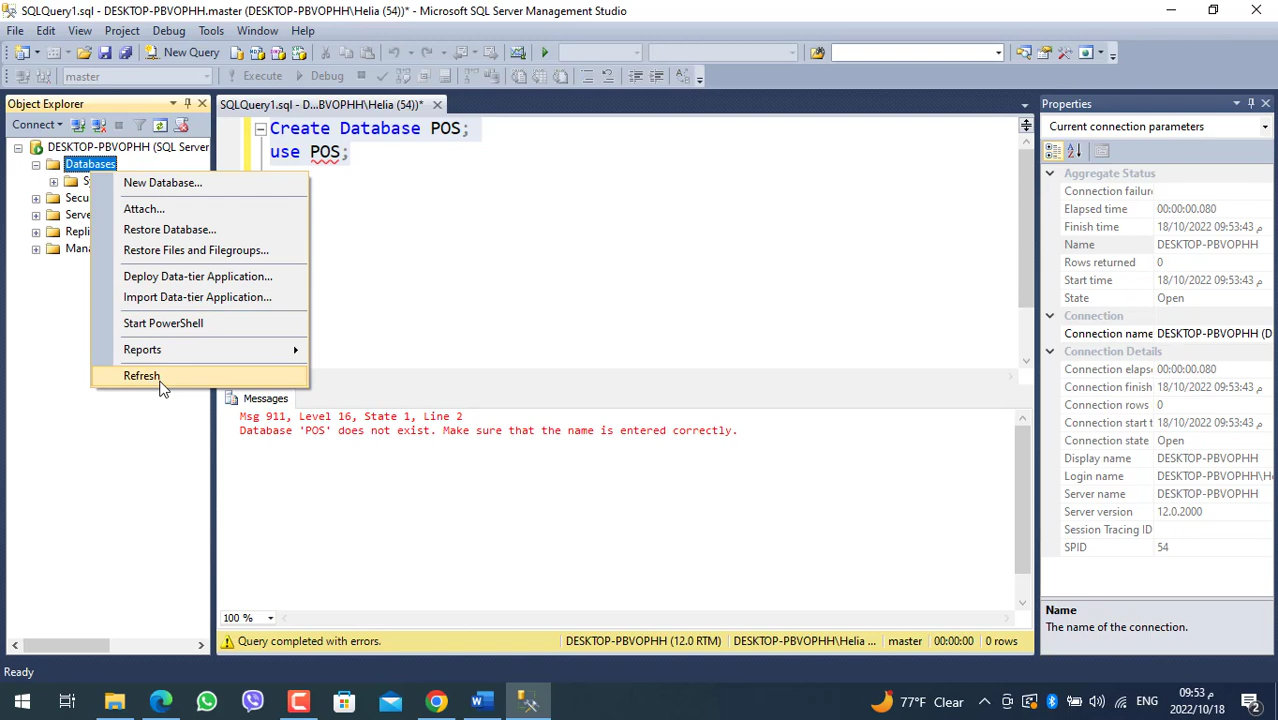 SQLQuery1.sql - DESKTOP-PBVOPHH.master (DESKTOP-PBVOPHH\Helia (54))* - Microsoft SQL Server Management Studio
File Edit View Project Debug Tools Window Help
New Query
master Execute Debug
Object Explorer
Connect
DESKTOP-PBVOPHH (SQL Server
Databases
Sy
Secu
Serve
Repli
Mana
New Database...
Attach...
Restore Database...
Restore Files and Filegroups...
Deploy Data-tier Application...
Import Data-tier Application...
Start PowerShell
Reports
Refresh
SQLQuery1.sql - D...BVOPHH\Helia (54))*
Create Database POS;
use POS;
Messages
Msg 911, Level 16, State 1, Line 2
Database 'POS' does not exist. Make sure that the name is entered correctly.
100 %
Query completed with errors. DESKTOP-PBVOPHH (12.0 RTM) DESKTOP-PBVOPHH\Helia ... master 00:00:00 0 rows
Properties
Current connection parameters
Aggregate Status
Connection failure
Elapsed time 00:00:00.080
Finish time 18/10/2022 09:53:43 م
Name DESKTOP-PBVOPHH
Rows returned 0
Start time 18/10/2022 09:53:43 م
State Open
Connection
Connection name DESKTOP-PBVOPHH (D
Connection Details
Connection elaps 00:00:00.080
Connection finish 18/10/2022 09:53:43 م
Connection rows 0
Connection start t 18/10/2022 09:53:43 م
Connection state Open
Display name DESKTOP-PBVOPHH
Login name DESKTOP-PBVOPHH\He
Server name DESKTOP-PBVOPHH
Server version 12.0.2000
Session Tracing ID
SPID 54
Name
The name of the connection.
Ready
77°F Clear ENG 09:53 م
2022/10/18 2